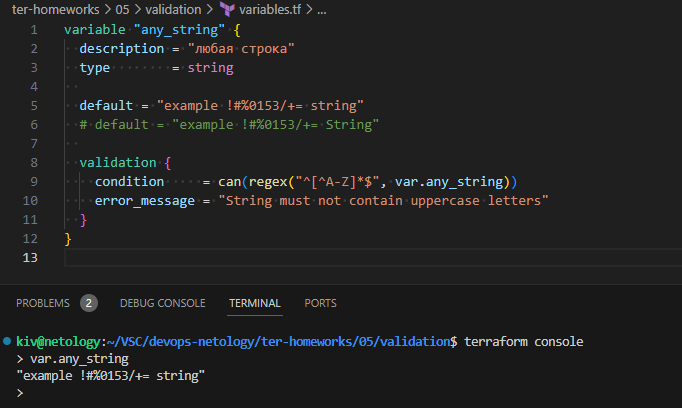 ter-homeworks > 05 > validation > variables.tf > ...
1 variable "any_string" {
2   description = "любая строка"
3   type        = string
4
5   default = "example !#%0153/+= string"
6   # default = "example !#%0153/+= String"
7
8   validation {
9     condition     = can(regex("^[^A-Z]*$", var.any_string))
10     error_message = "String must not contain uppercase letters"
11   }
12 }
13
PROBLEMS 2 DEBUG CONSOLE TERMINAL PORTS
kiv@netology:~/VSC/devops-netology/ter-homeworks/05/validation$ terraform console
> var.any_string
"example !#%0153/+= string"
>